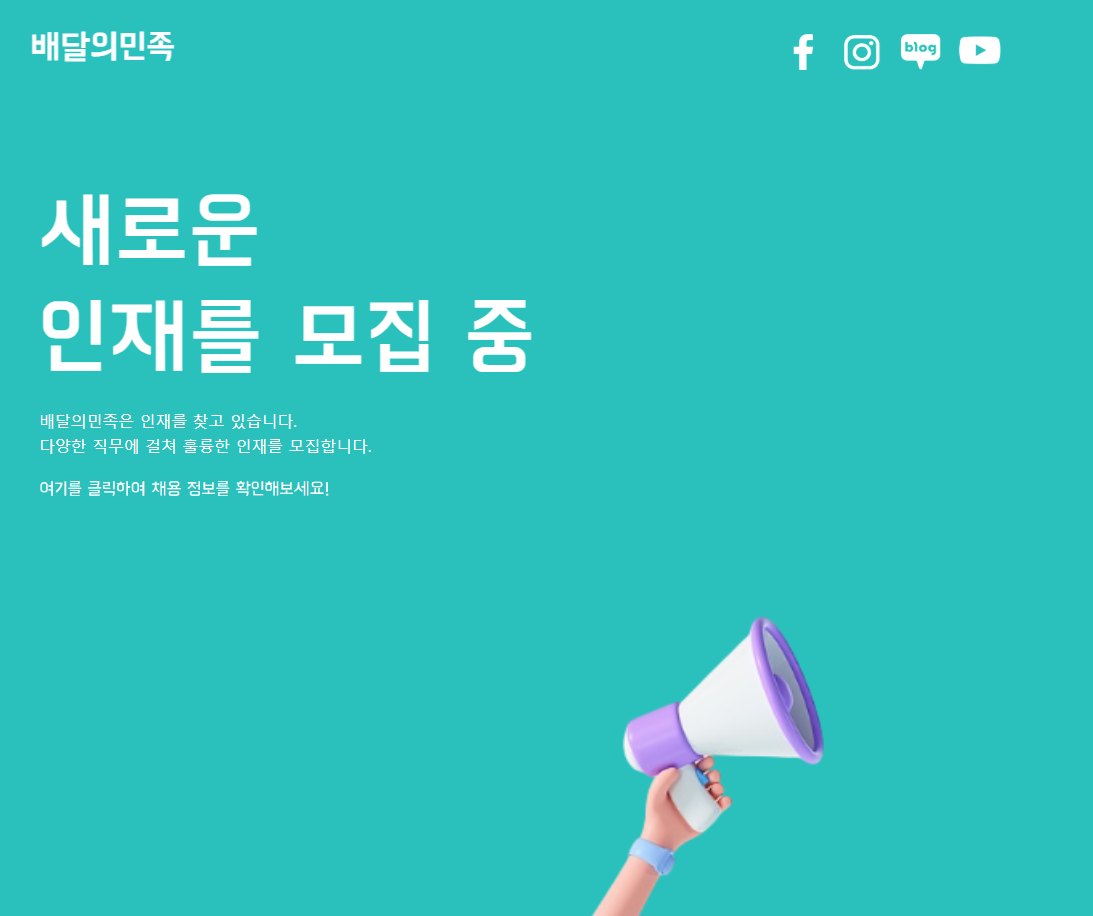 배달의민족
blog
새로운
인재를 모집 중
배달의민족은 인재를 찾고 있습니다.
다양한 직무에 걸쳐 훌륭한 인재를 모집합니다.
여기를 클릭하여 채용 정보를 확인해보세요!